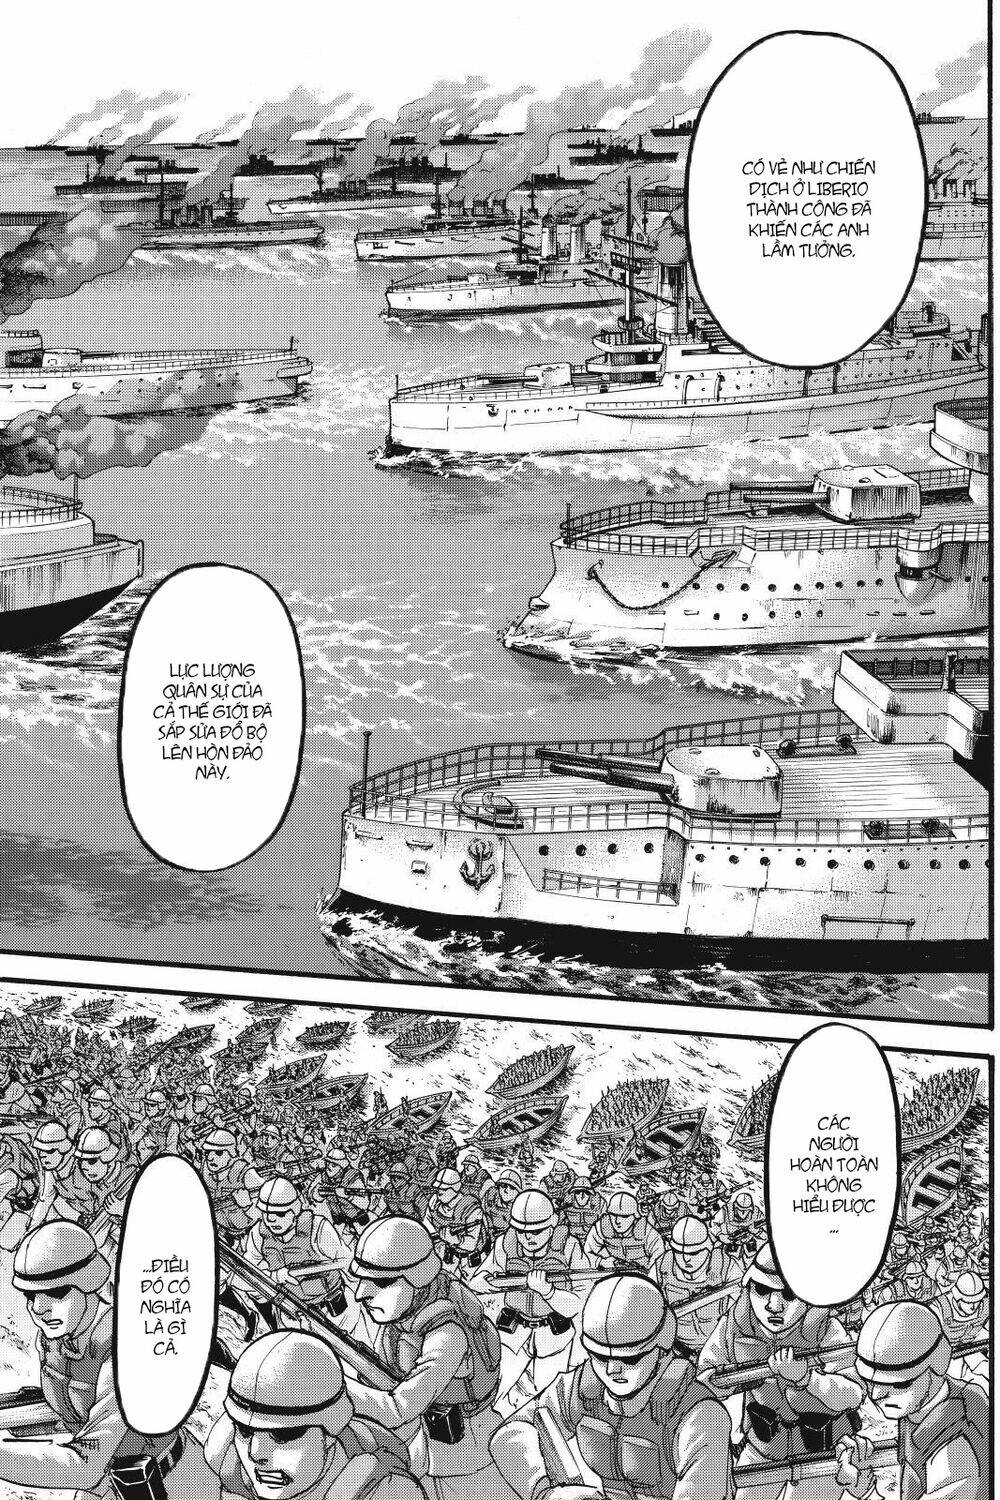 CÓ VẺ NHƯ CHIẾN
DỊCH Ở LIBERIO
THÀNH CÔNG ĐÃ
KHIẾN CÁC ANH
LẦM TƯỞNG.
LỰC LƯỢNG
QUÂN SỰ CỦA
CẢ THẾ GIỚI ĐÃ
SẮP SỬA ĐỔ BỘ
LÊN HÒN ĐẢO
NÀY.
CÁC
NGƯỜI
HOÀN TOÀN
KHÔNG
HIỂU ĐƯỢC
...
...ĐIỀU
ĐÓ CÓ
NGHĨA
LÀ GÌ
CẢ.